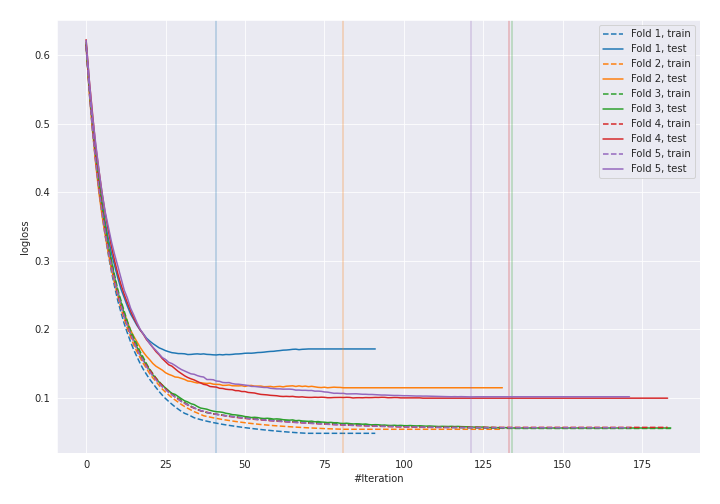 0.6
0.5
0.4
0.3
0.2
0.1
logloss
0
25
50
75
100
125
150
175
#Iteration
Fold 1, train
Fold 1, test
Fold 2, train
Fold 2, test
Fold 3, train
Fold 3, test
Fold 4, train
Fold 4, test
Fold 5, train
Fold 5, test